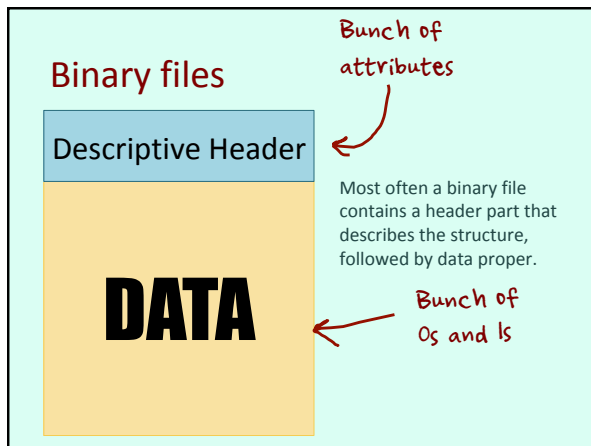 Bunch of
attributes
Binary files
Descriptive Header
Most often a binary file
contains a header part that
describes the structure,
followed by data proper.
DATA
Bunch of
0s and 1s